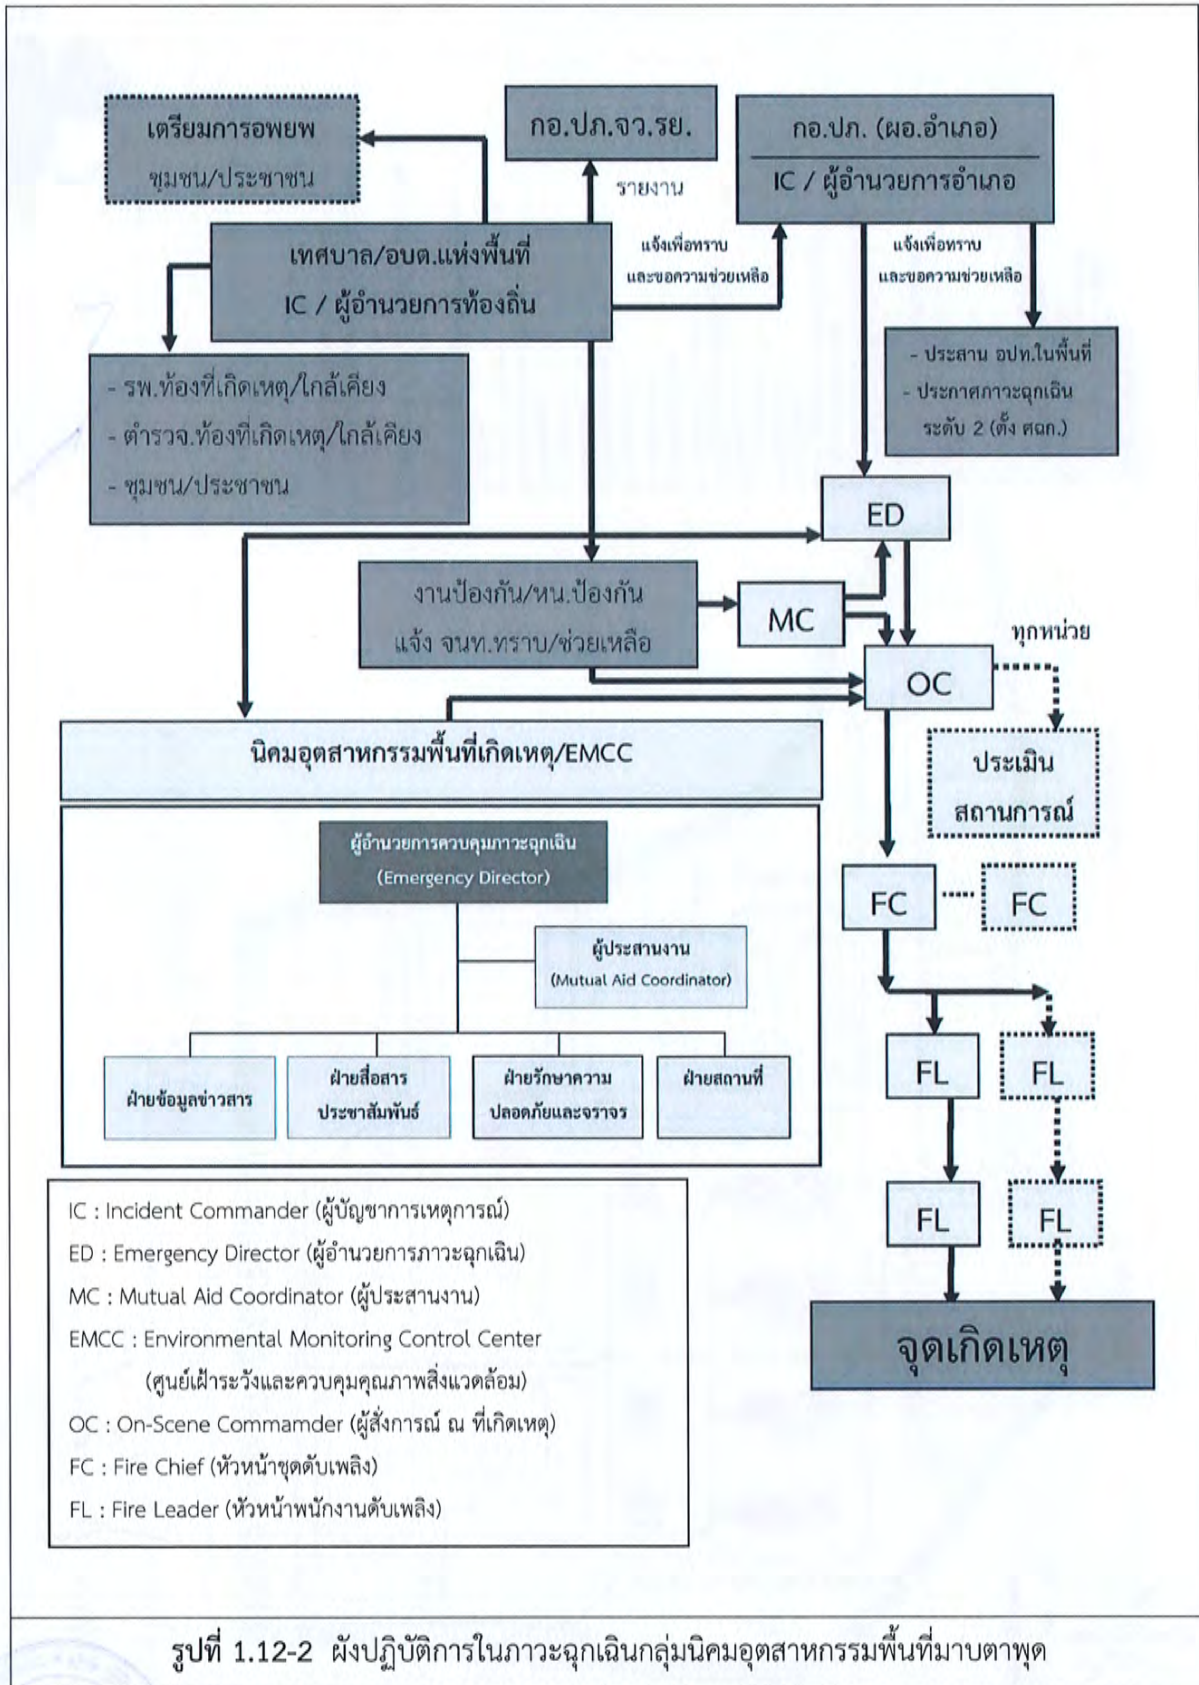 เตรียมการอพยพ
ชุมชน/ประชาชน
กอ.ปภ.จว.รย.
กอ.ปภ. (ผอ.อำเภอ)
IC / ผู้อำนวยการอำเภอ
รายงาน
เทศบาล/อบต.แห่งพื้นที่
IC / ผู้อำนวยการท้องถิ่น
แจ้งเพื่อทราบ
และขอความช่วยเหลือ
แจ้งเพื่อทราบ
และขอความช่วยเหลือ
- รพ.ท้องที่เกิดเหตุ/ใกล้เคียง
- ตำรวจ.ท้องที่เกิดเหตุ/ใกล้เคียง
- ชุมชน/ประชาชน
- ประสาน อปท.ในพื้นที่
- ประกาศภาวะฉุกเฉิน
ระดับ 2 (ตั้ง ศฉก.)
ED
งานป้องกัน/หน.ป้องกัน
แจ้ง จนท.ทราบ/ช่วยเหลือ
MC
ทุกหน่วย
OC
นิคมอุตสาหกรรมพื้นที่เกิดเหตุ/EMCC
ประเมิน
สถานการณ์
ผู้อำนวยการควบคุมภาวะฉุกเฉิน
(Emergency Director)
FC
FC
ผู้ประสานงาน
(Mutual Aid Coordinator)
ฝ่ายข้อมูลข่าวสาร
ฝ่ายสื่อสาร
ประชาสัมพันธ์
ฝ่ายรักษาความ
ปลอดภัยและจราจร
ฝ่ายสถานที่
FL
FL
FL
FL
จุดเกิดเหตุ
IC : Incident Commander (ผู้บัญชาการเหตุการณ์)
ED : Emergency Director (ผู้อำนวยการภาวะฉุกเฉิน)
MC : Mutual Aid Coordinator (ผู้ประสานงาน)
EMCC : Environmental Monitoring Control Center
(ศูนย์เฝ้าระวังและควบคุมคุณภาพสิ่งแวดล้อม)
OC : On-Scene Commamder (ผู้สั่งการณ์ ณ ที่เกิดเหตุ)
FC : Fire Chief (หัวหน้าชุดดับเพลิง)
FL : Fire Leader (หัวหน้าพนักงานดับเพลิง)
รูปที่ 1.12-2 ผังปฏิบัติการในภาวะฉุกเฉินกลุ่มนิคมอุตสาหกรรมพื้นที่มาบตาพุด